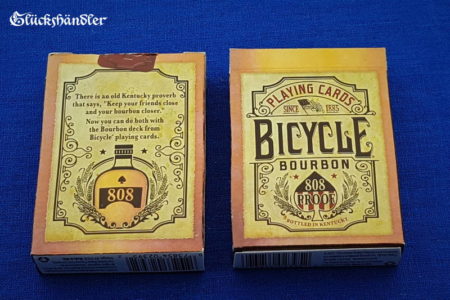 Glückshändler
There is an old Kentucky proverb
that says, "Keep your friends close
and your bourbon closer."
Now you can do both with
the Bourbon deck from
Bicycle® playing cards.
808
PLAYING CARDS
SINCE 1885
BICYCLE
BOURBON
808
PROOF
BOTTLED IN KENTUCKY